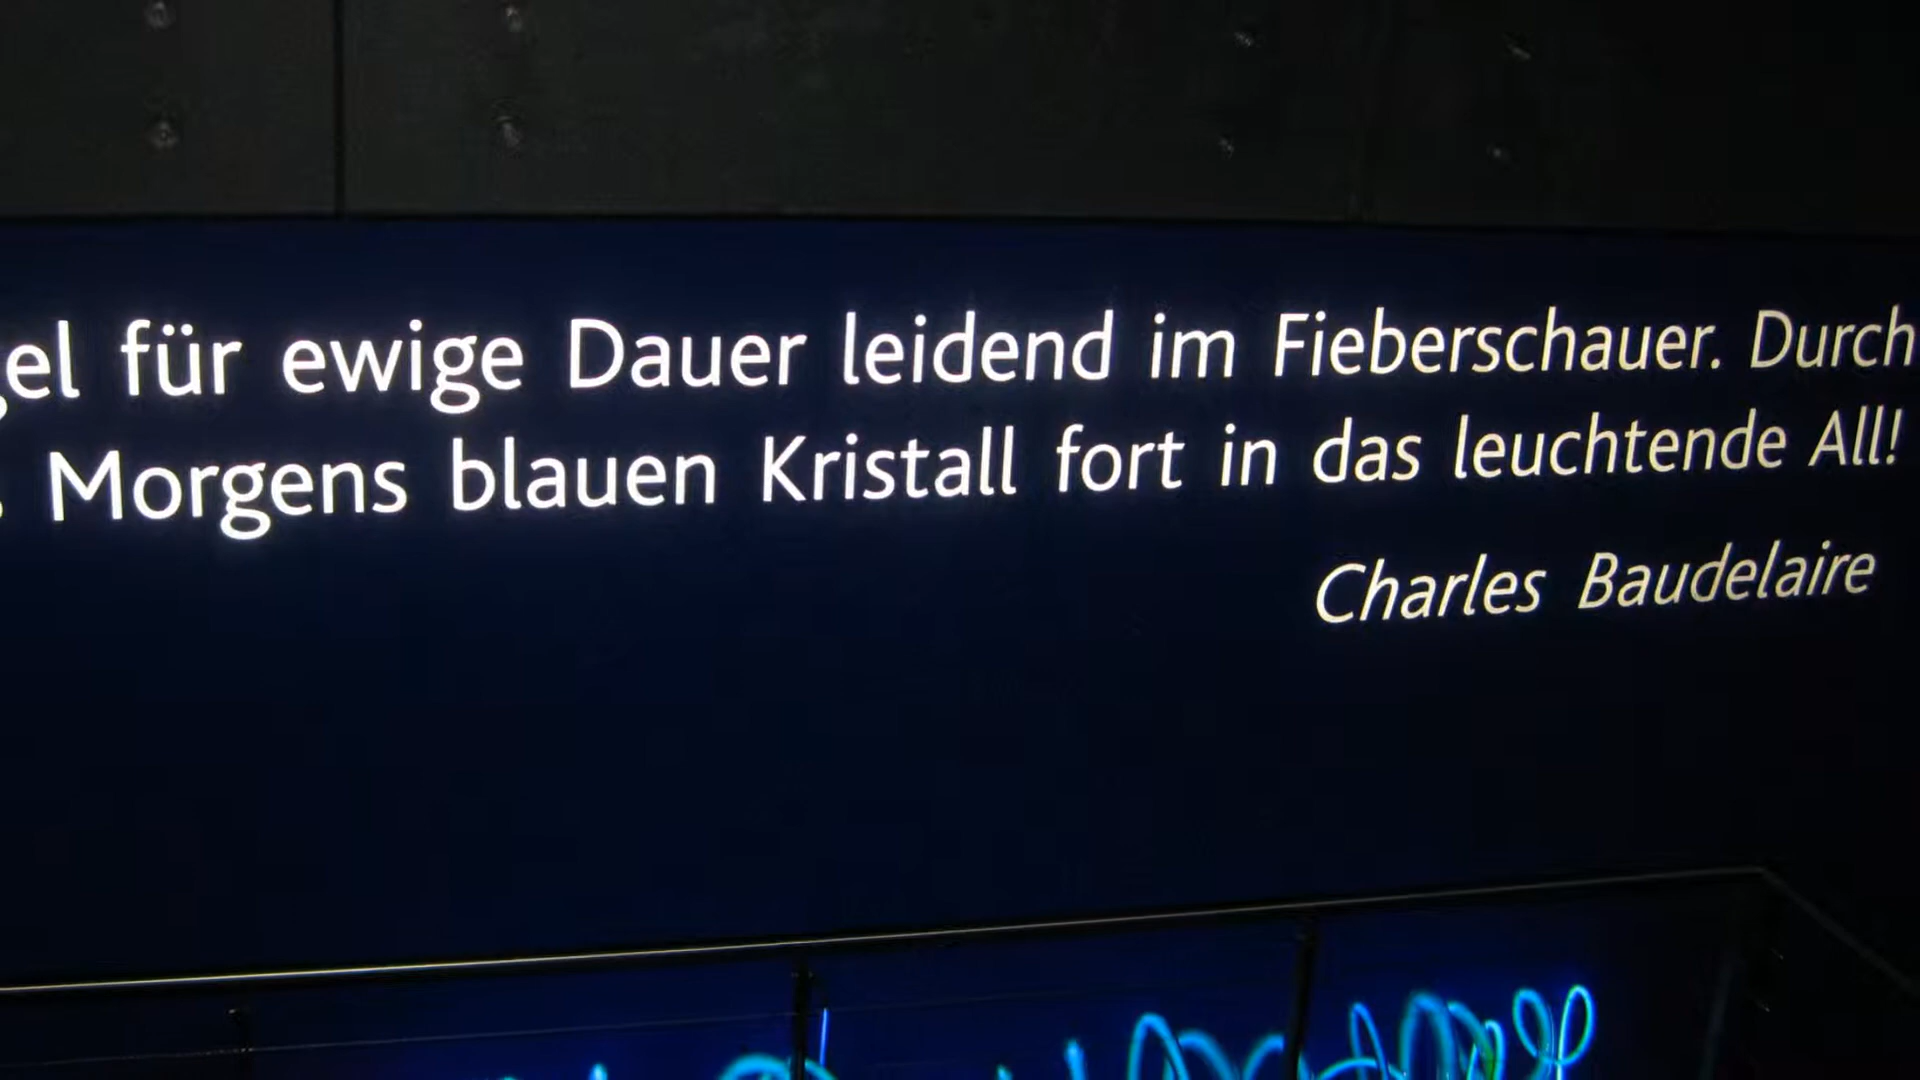 gel für ewige Dauer leidend im Fieberschauer. Durch
Morgens blauen Kristall fort in das leuchtende All!
Charles Baudelaire